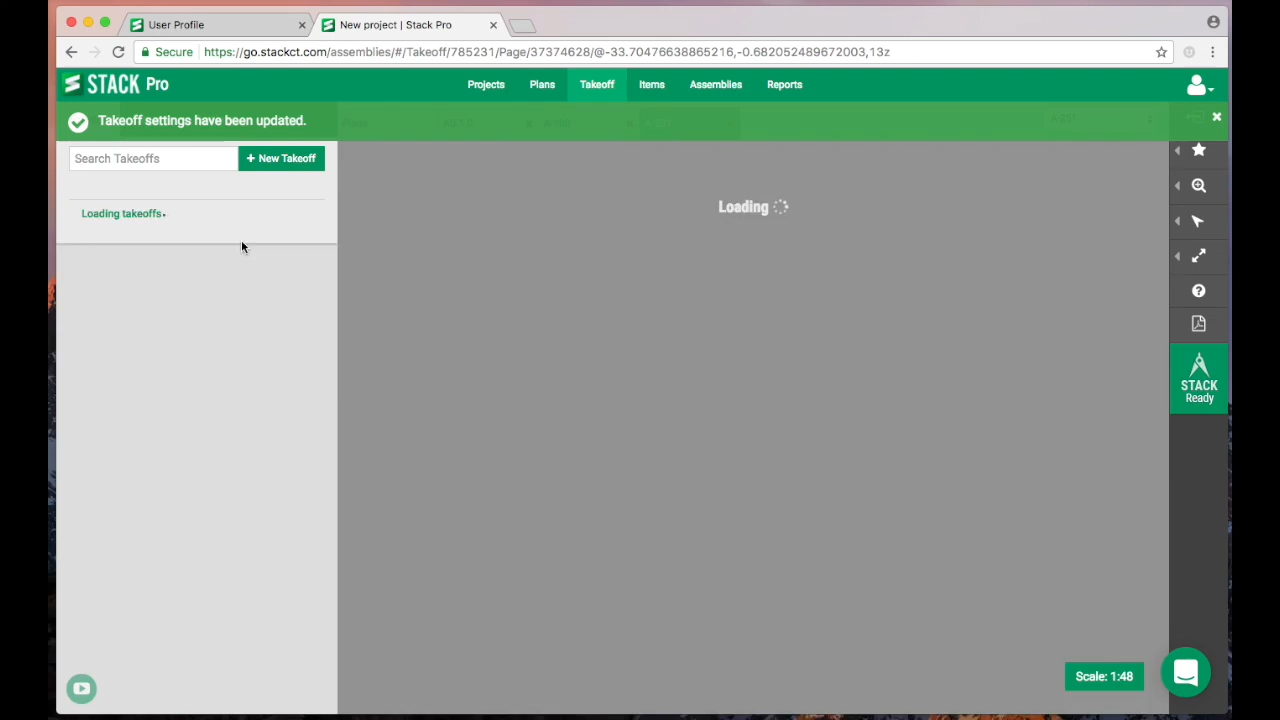 User Profile
New project | Stack Pro
Secure
https://go.stackct.com/assemblies/#/Takeoff/785231/Page/37374628/@-33.70476638865216,-0.682052489672003,13z
STACK Pro
Projects
Plans
Takeoff
Items
Assemblies
Reports
Takeoff settings have been updated.
Search Takeoffs
+ New Takeoff
Loading takeoffs.
Loading
STACK
Ready
Scale: 1:48